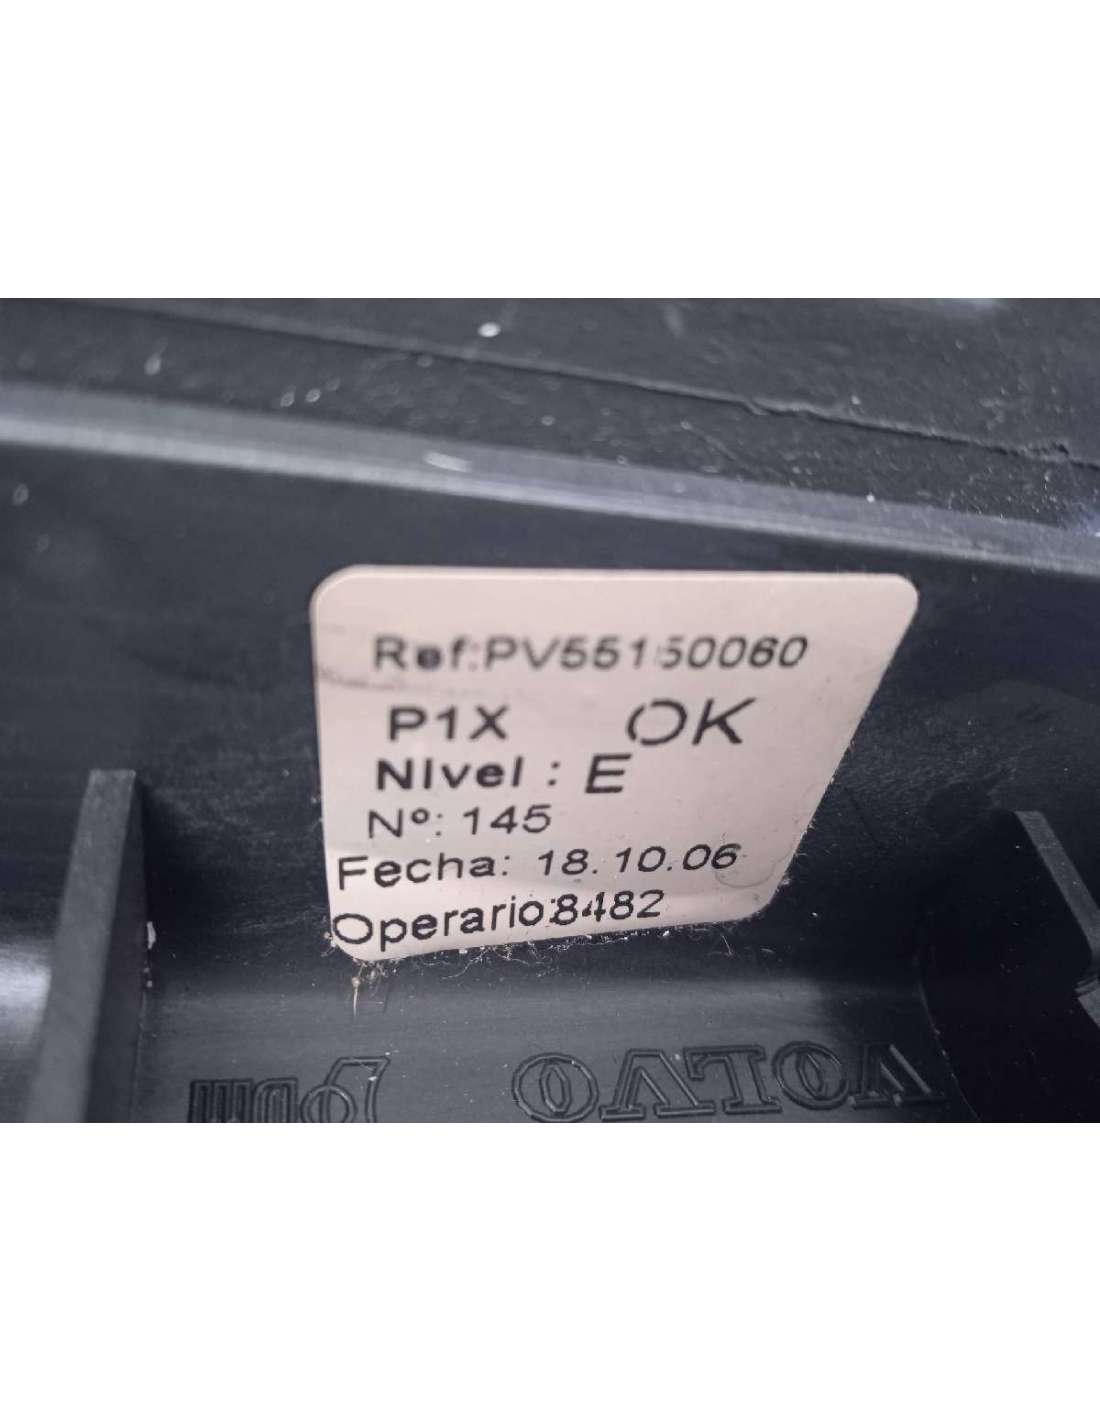 Ref:PV55150060
P1X OK
Nivel : E
Nº: 145
Fecha: 18.10.06
Operario:8482
VOLVO